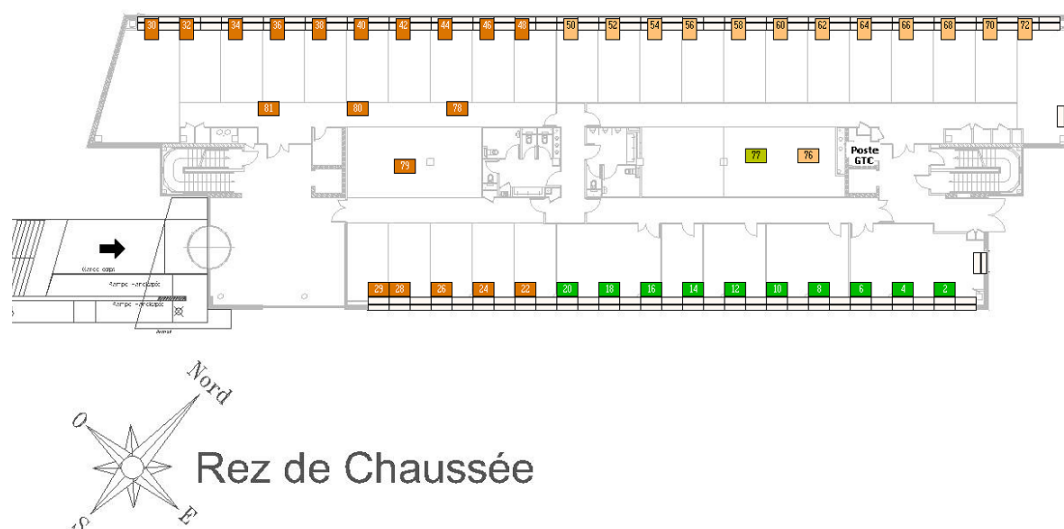 30 32 34 36 38 40 42 44 46 48 50 52 54 56 58 60 62 64 66 68 70 72
81 80 78
79 77 76 Poste
GTC
29 28 26 24 22 20 18 16 14 12 10 8 6 4 2
Nord
O
Rez de Chaussée
S E